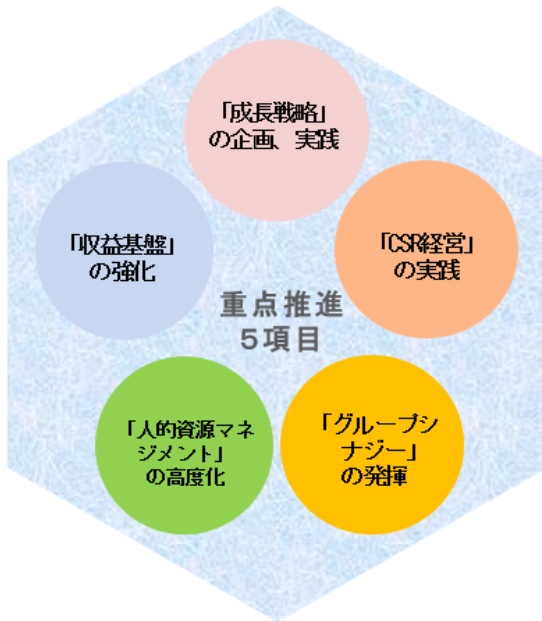 「成長戦略」
の企画、実践
「収益基盤」
の強化
「CSR経営」
の実践
重点推進
５項目
「人的資源マネ
ジメント」
の高度化
「グループシ
ナジー」
の発揮